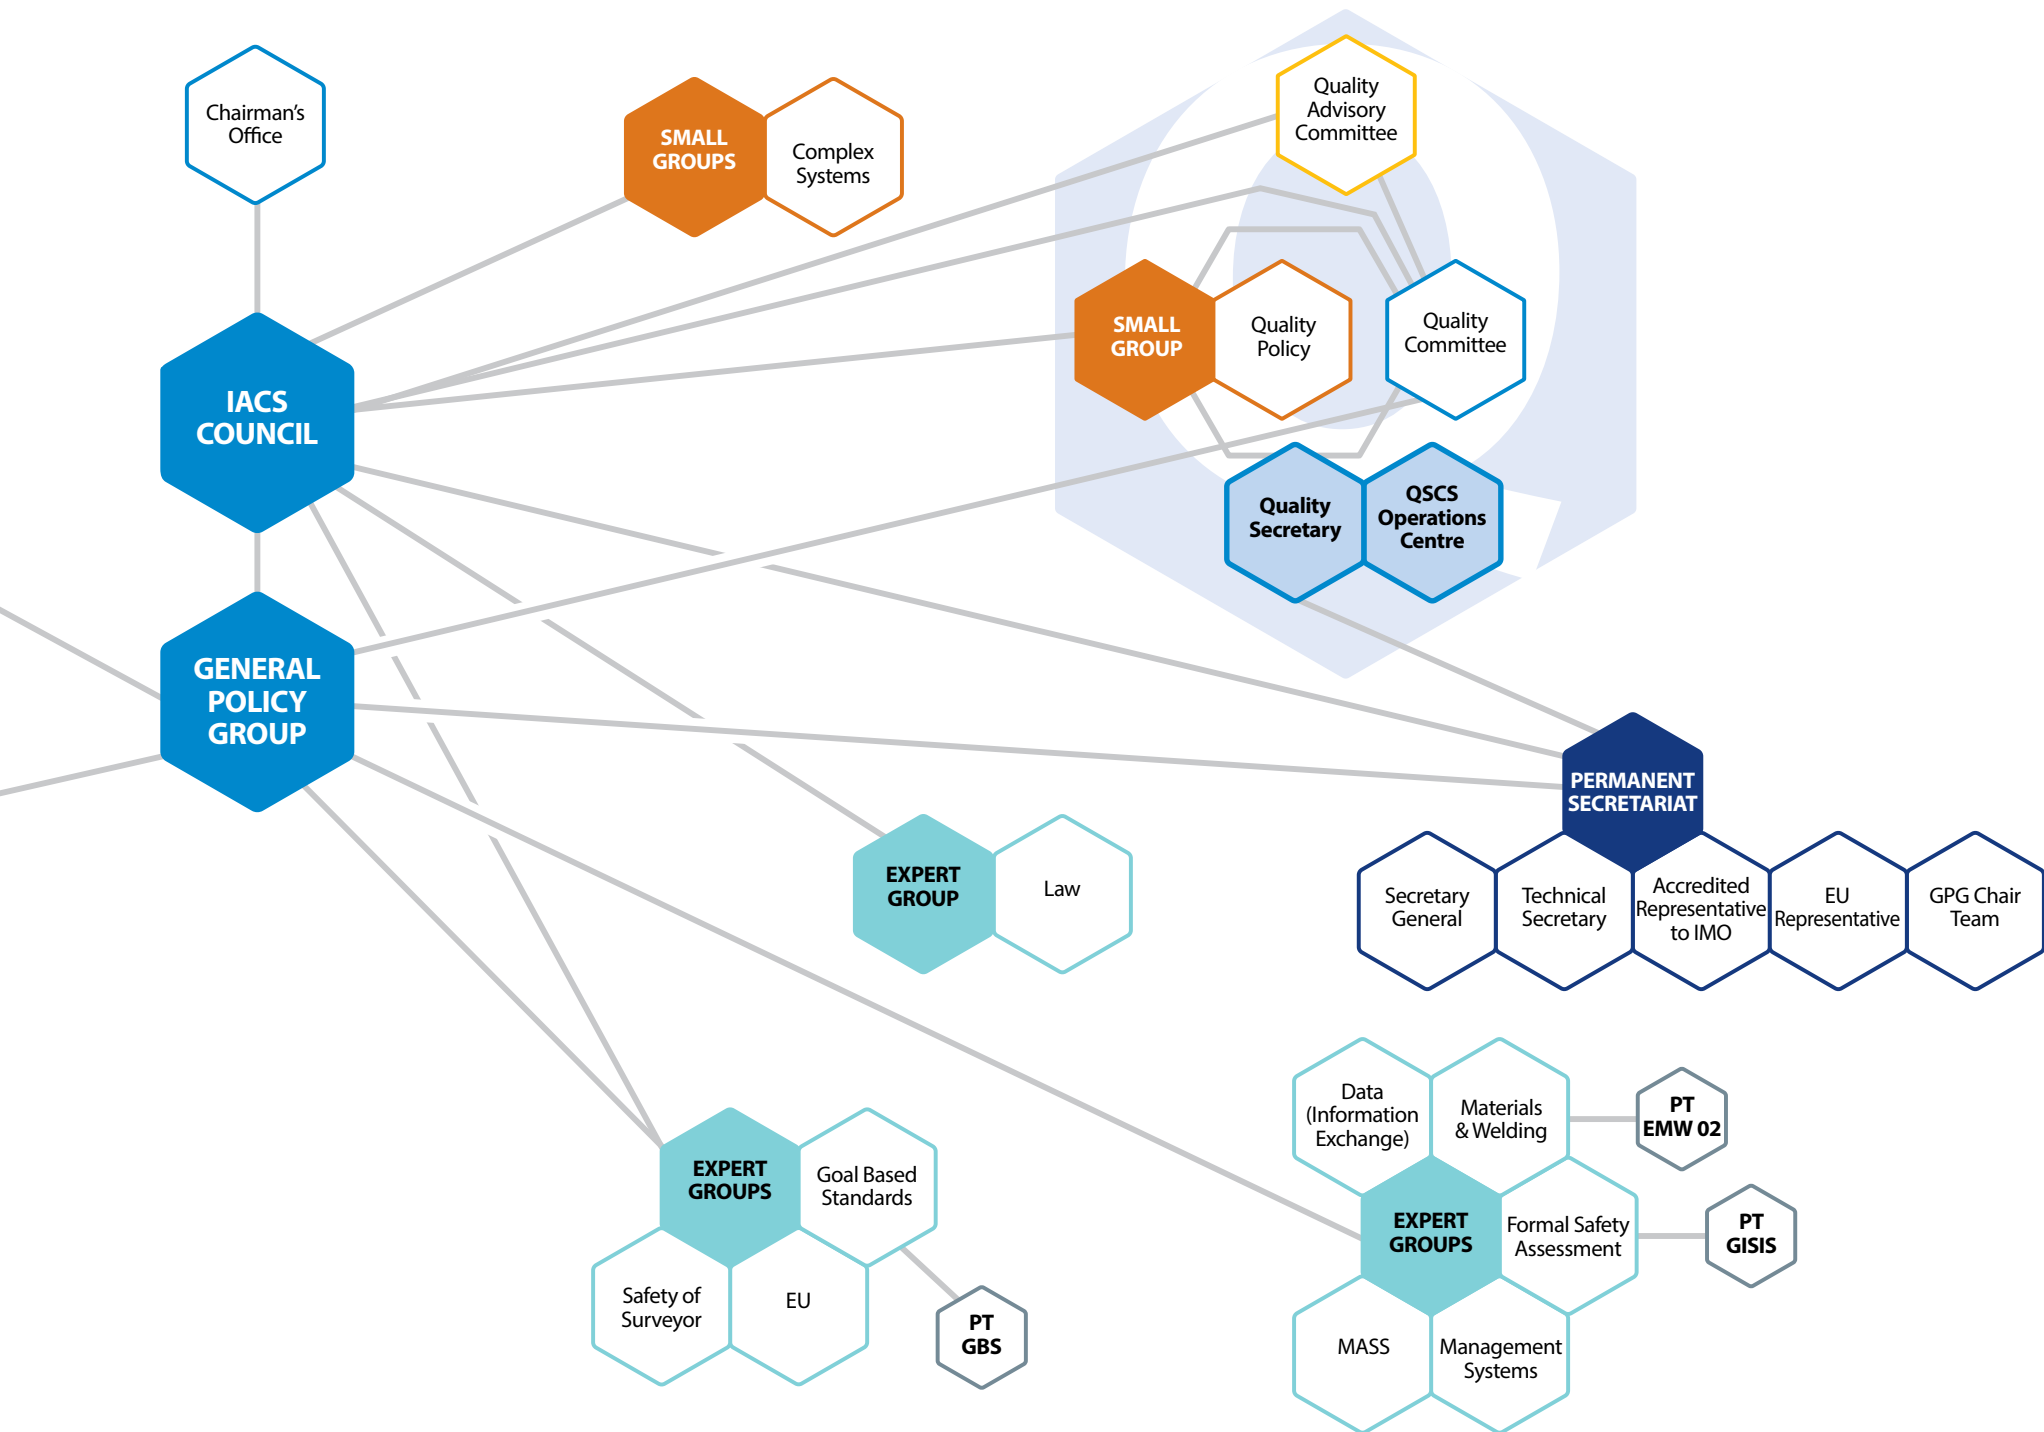 Chairman's
Office
SMALL
GROUPS
Complex
Systems
Quality
Advisory
Committee
SMALL
GROUP
Quality
Policy
Quality
Committee
IACS
COUNCIL
Quality
Secretary
QSCS
Operations
Centre
GENERAL
POLICY
GROUP
PERMANENT
SECRETARIAT
EXPERT
GROUP
Law
Secretary
General
Technical
Secretary
Accredited
Representative
to IMO
EU
Representative
GPG Chair
Team
EXPERT
GROUPS
Goal Based
Standards
Safety of
Surveyor
EU
PT
GBS
Data
(Information
Exchange)
Materials
& Welding
PT
EMW 02
EXPERT
GROUPS
Formal Safety
Assessment
PT
GISIS
MASS
Management
Systems